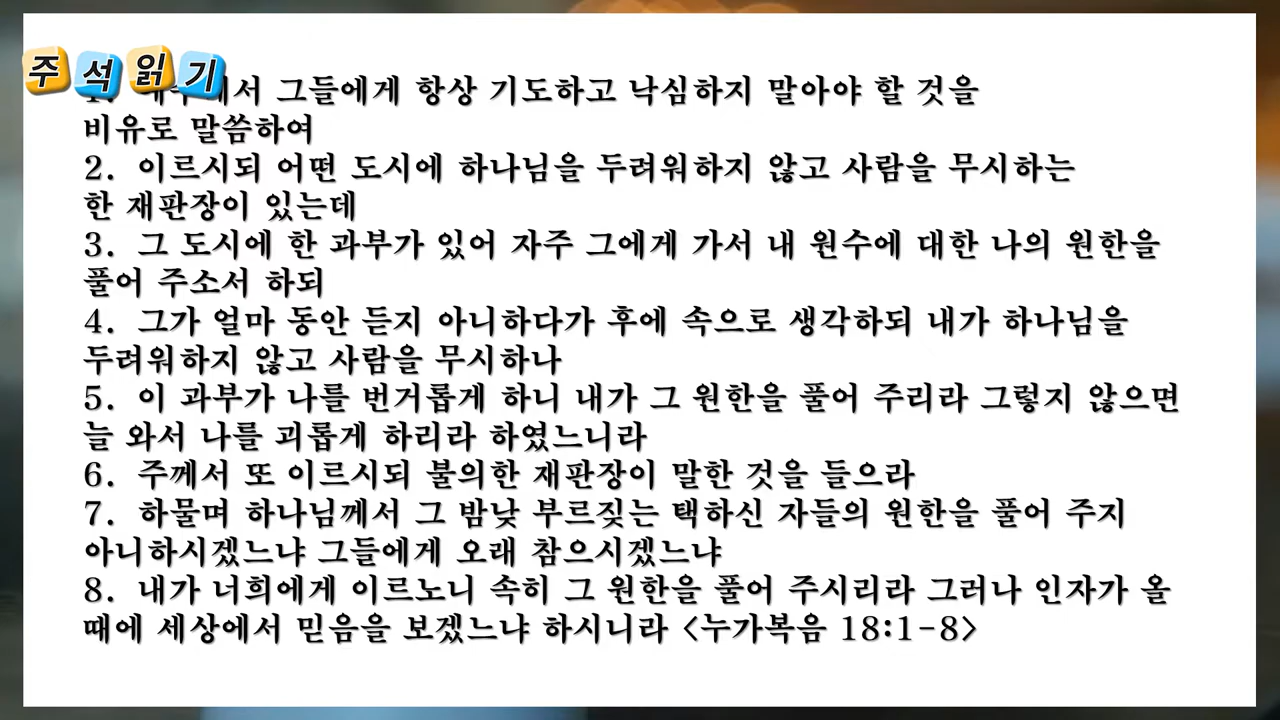 주석읽기
그들에게 항상 기도하고 낙심하지 말아야 할 것을
비유로 말씀하여
2. 이르시되 어떤 도시에 하나님을 두려워하지 않고 사람을 무시하는
한 재판장이 있는데
3. 그 도시에 한 과부가 있어 자주 그에게 가서 내 원수에 대한 나의 원한을
풀어 주소서 하되
4. 그가 얼마 동안 듣지 아니하다가 후에 속으로 생각하되 내가 하나님을
두려워하지 않고 사람을 무시하나
5. 이 과부가 나를 번거롭게 하니 내가 그 원한을 풀어 주리라 그렇지 않으면
늘 와서 나를 괴롭게 하리라 하였느니라
6. 주께서 또 이르시되 불의한 재판장이 말한 것을 들으라
7. 하물며 하나님께서 그 밤낮 부르짖는 택하신 자들의 원한을 풀어 주지
아니하시겠느냐 그들에게 오래 참으시겠느냐
8. 내가 너희에게 이르노니 속히 그 원한을 풀어 주시리라 그러나 인자가 올
때에 세상에서 믿음을 보겠느냐 하시니라 <누가복음 18:1-8>